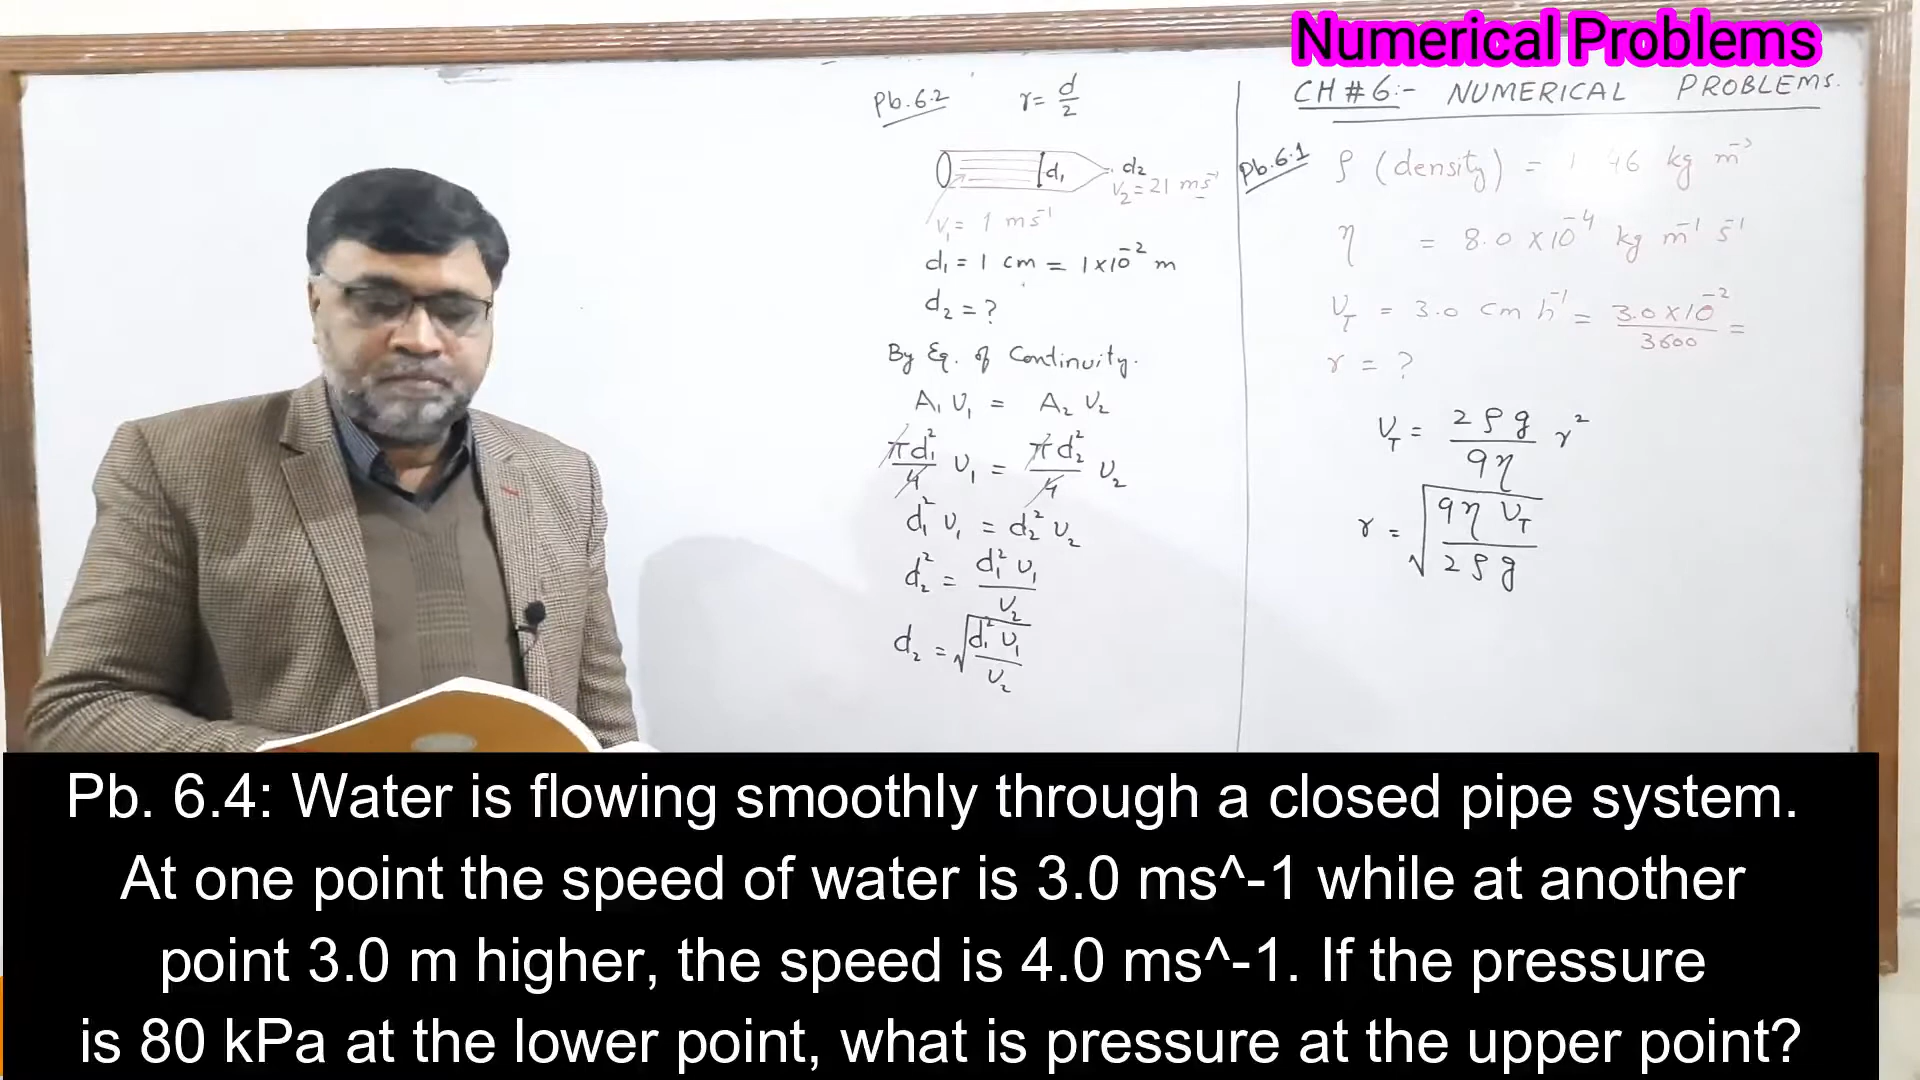 Numerical Problems
CH # 6:- NUMERICAL PROBLEMS.
Pb.6.2 r = d/2
d₁ d₂
v₂ = 21 ms⁻¹
v₁ = 1 ms⁻¹
d₁ = 1 cm = 1×10⁻² m
d₂ = ?
By Eq. of Continuity.
A₁ v₁ = A₂ v₂
πd₁²/4 v₁ = πd₂²/4 v₂
d₁² v₁ = d₂² v₂
d₂² = d₁² v₁/v₂
d₂ = √(d₁² v₁/v₂)
Pb.6.1 ρ (density) = 1 46 kg m⁻³
η = 8.0 ×10⁻⁴ kg m⁻¹ s⁻¹
v_T = 3.0 cm h⁻¹ = 3.0×10⁻²/3600 =
r = ?
v_T = 2ρg/9η r²
r = √(9η v_T/2ρg)
Pb. 6.4: Water is flowing smoothly through a closed pipe system.
At one point the speed of water is 3.0 ms^-1 while at another
point 3.0 m higher, the speed is 4.0 ms^-1. If the pressure
is 80 kPa at the lower point, what is pressure at the upper point?